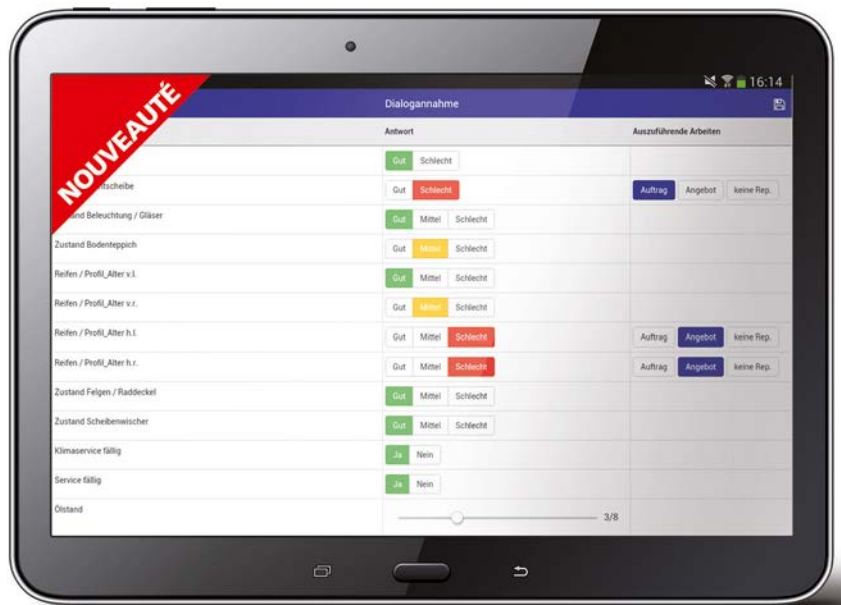 NOUVEAUTÉ
16:14
Dialogannahme
Antwort Auszuführende Arbeiten
Gut Schlecht
Gut Schlecht Auftrag Angebot keine Rep.
Beleuchtung / Gläser Gut Mittel Schlecht
Zustand Bodenteppich Gut Mittel Schlecht
Reifen / Profil_Alter v.l. Gut Mittel Schlecht
Reifen / Profil_Alter v.r. Gut Mittel Schlecht
Reifen / Profil_Alter h.l. Gut Mittel Schlecht Auftrag Angebot keine Rep.
Reifen / Profil_Alter h.r. Gut Mittel Schlecht Auftrag Angebot keine Rep.
Zustand Felgen / Raddeckel Gut Mittel Schlecht
Zustand Scheibenwischer Gut Mittel Schlecht
Klimaservice fällig Ja Nein
Service fällig Ja Nein
Ölstand 3/8